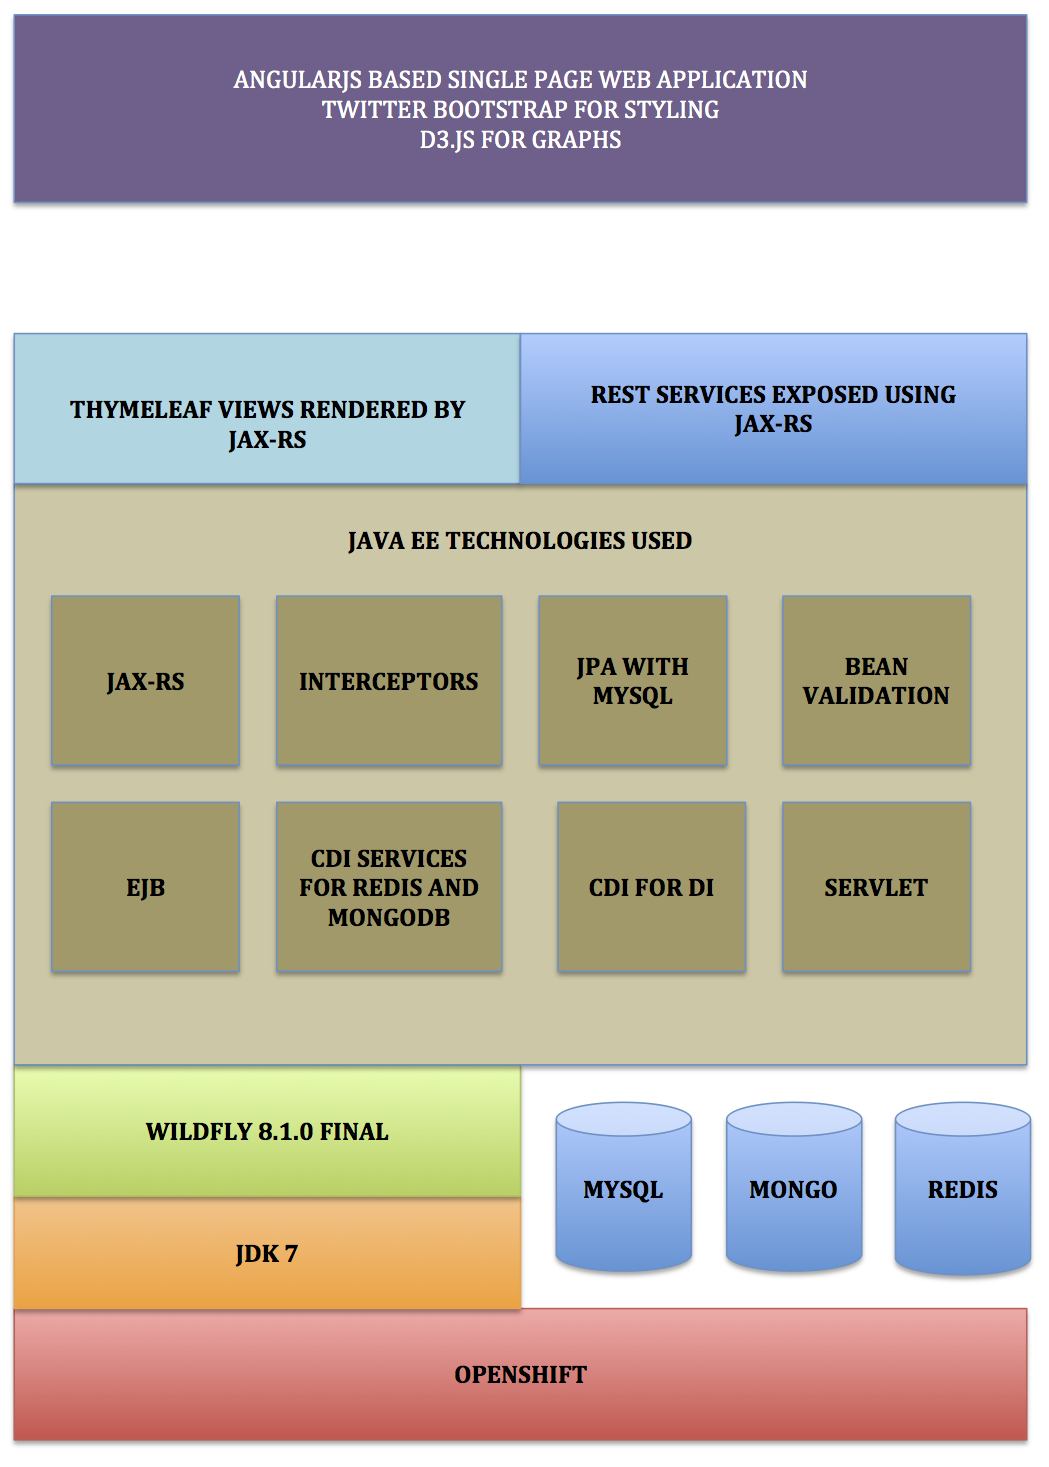 ANGULARJS BASED SINGLE PAGE WEB APPLICATION
TWITTER BOOTSTRAP FOR STYLING
D3.JS FOR GRAPHS
THYMELEAF VIEWS RENDERED BY
JAX-RS
REST SERVICES EXPOSED USING
JAX-RS
JAVA EE TECHNOLOGIES USED
JAX-RS
INTERCEPTORS
JPA WITH
MYSQL
BEAN
VALIDATION
EJB
CDI SERVICES
FOR REDIS AND
MONGODB
CDI FOR DI
SERVLET
WILDFLY 8.1.0 FINAL
MYSQL
MONGO
REDIS
JDK 7
OPENSHIFT